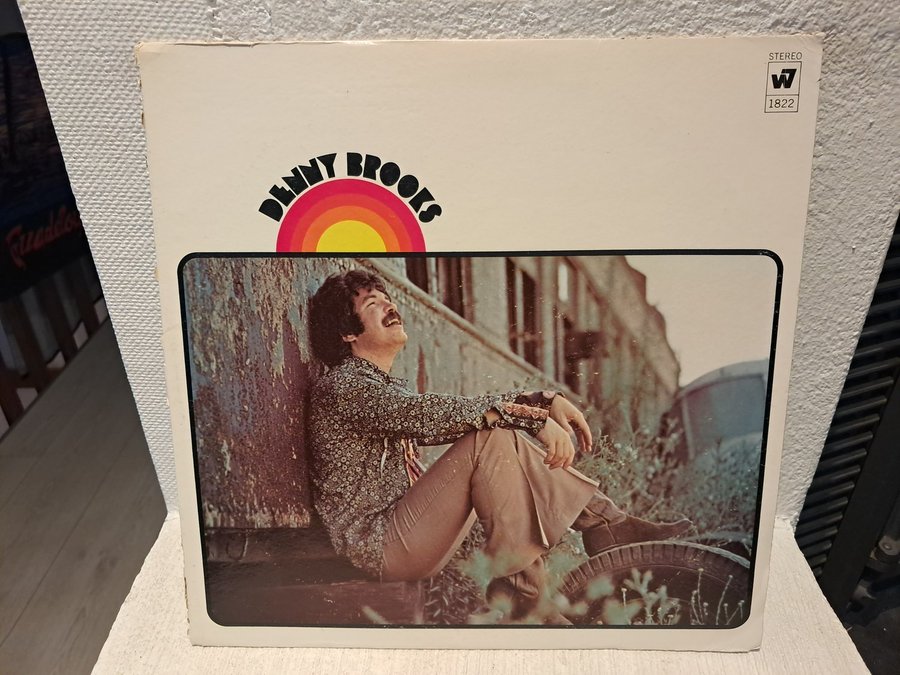 STEREO
W7
1822
DENNY BROOKS